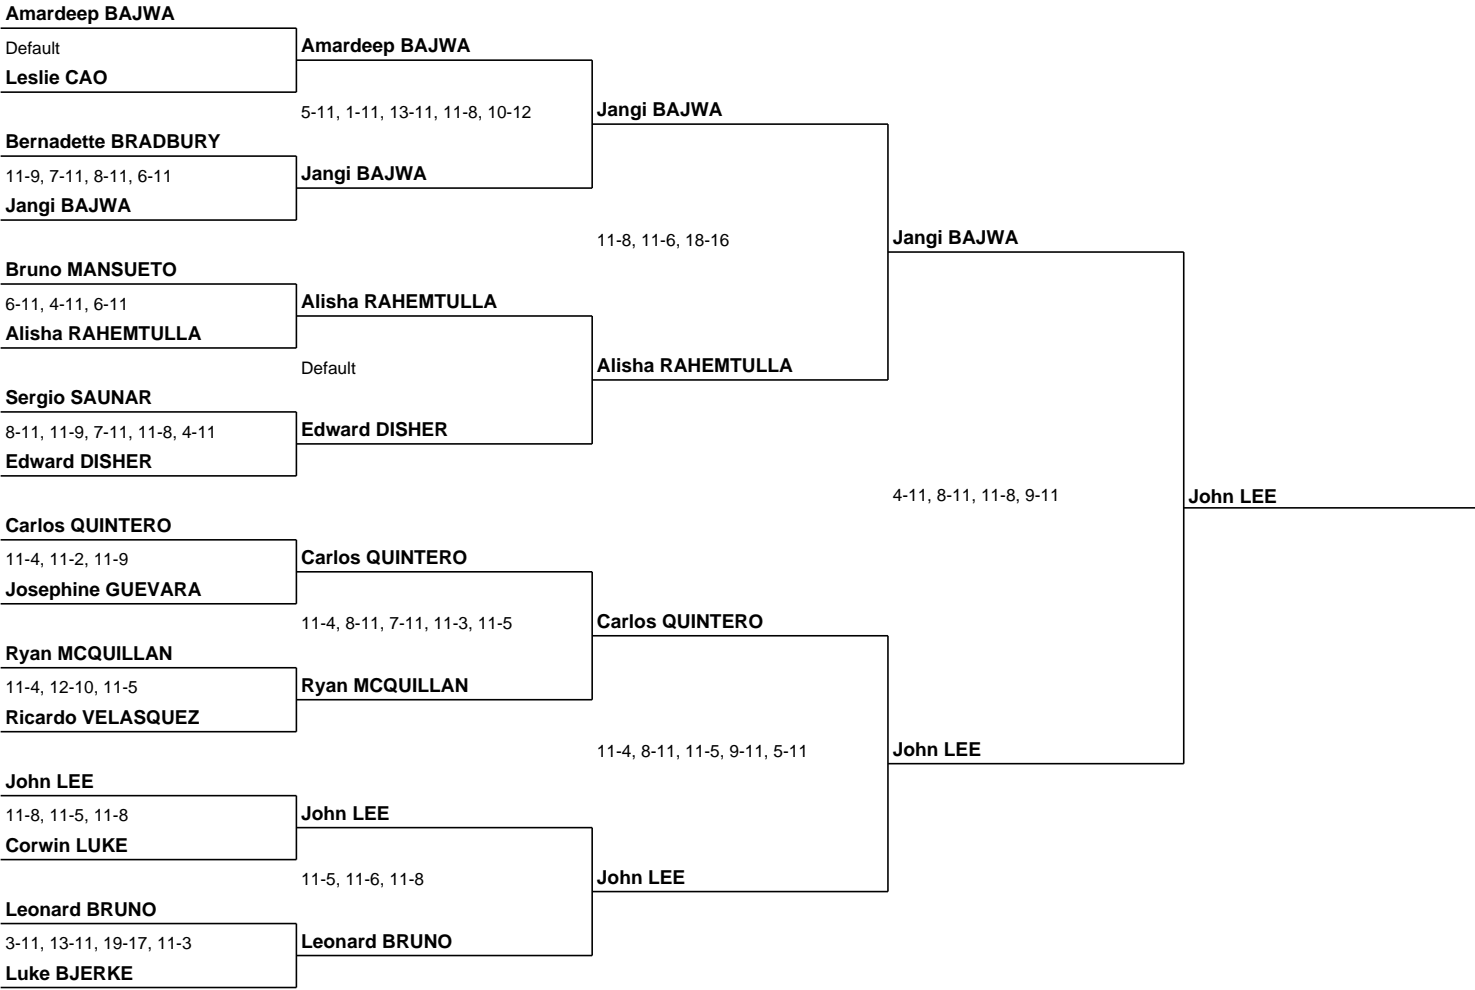 Amardeep BAJWA
Default
Leslie CAO
Bernadette BRADBURY
11-9, 7-11, 8-11, 6-11
Jangi BAJWA
Bruno MANSUETO
6-11, 4-11, 6-11
Alisha RAHEMTULLA
Sergio SAUNAR
8-11, 11-9, 7-11, 11-8, 4-11
Edward DISHER
Carlos QUINTERO
11-4, 11-2, 11-9
Josephine GUEVARA
Ryan MCQUILLAN
11-4, 12-10, 11-5
Ricardo VELASQUEZ
John LEE
11-8, 11-5, 11-8
Corwin LUKE
Leonard BRUNO
3-11, 13-11, 19-17, 11-3
Luke BJERKE
Amardeep BAJWA
5-11, 1-11, 13-11, 11-8, 10-12
Jangi BAJWA
Alisha RAHEMTULLA
Default
Edward DISHER
Carlos QUINTERO
11-4, 8-11, 7-11, 11-3, 11-5
Ryan MCQUILLAN
John LEE
11-5, 11-6, 11-8
Leonard BRUNO
Jangi BAJWA
11-8, 11-6, 18-16
Alisha RAHEMTULLA
Carlos QUINTERO
11-4, 8-11, 11-5, 9-11, 5-11
John LEE
Jangi BAJWA
4-11, 8-11, 11-8, 9-11
John LEE
John LEE